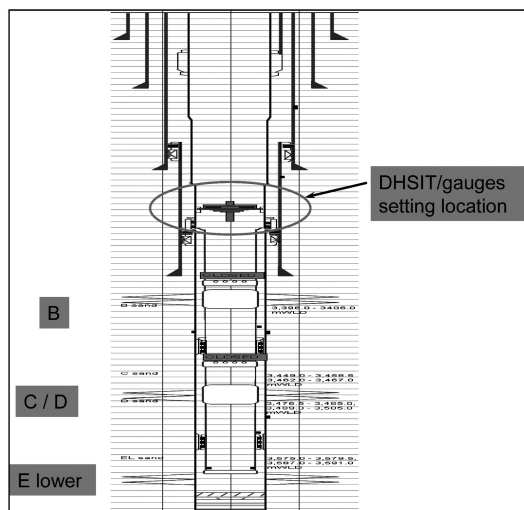 DHSIT/gauges
setting location
CLOSED
B
B sand
3,396.0 - 3406.0
mWLD
CLOSED
C sand
3,449.0 - 3,458.5
3,462.0 - 3,467.0
mWLD
C / D
D sand
3,476.5 - 3,485.0
3,489.0 - 3,505.0
mWLD
EL sand
3,575.0 - 3,579.5
3,587.0 - 3,591.0
mWLD
E lower